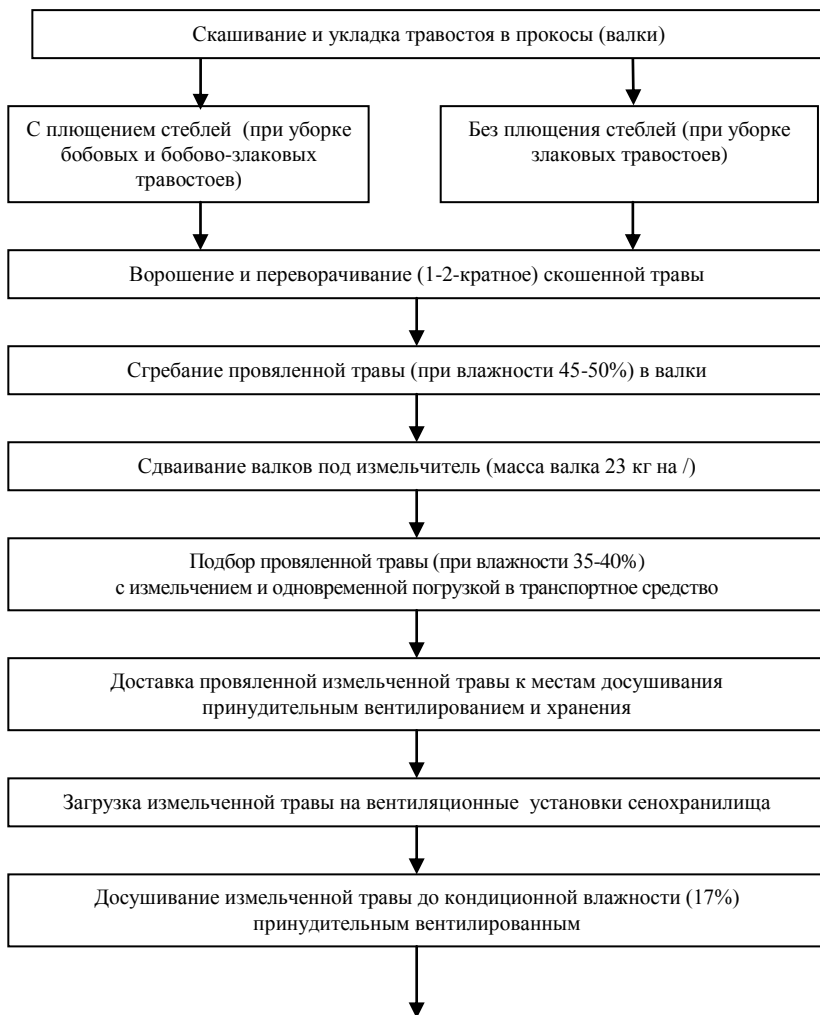 Скашивание и укладка травостоя в прокосы (валки)
С плющением стеблей (при уборке
бобовых и бобово-злаковых
травостоев)
Без плющения стеблей (при уборке
злаковых травостоев)
Ворошение и переворачивание (1-2-кратное) скошенной травы
Сгребание провяленной травы (при влажности 45-50%) в валки
Сдваивание валков под измельчитель (масса валка 23 кг на /)
Подбор провяленной травы (при влажности 35-40%)
с измельчением и одновременной погрузкой в транспортное средство
Доставка провяленной измельченной травы к местам досушивания
принудительным вентилированием и хранения
Загрузка измельченной травы на вентиляционные установки сенохранилища
Досушивание измельченной травы до кондиционной влажности (17%)
принудительным вентилированным